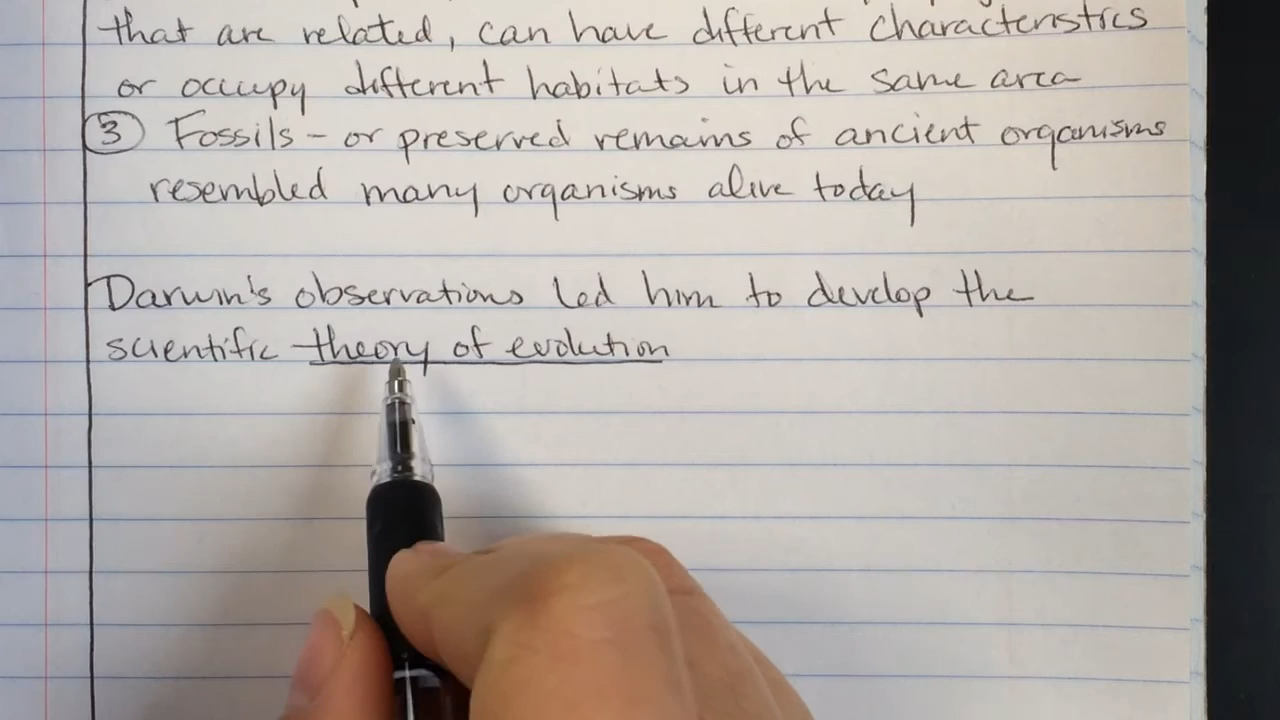 that are related, can have different characteristics
or occupy different habitats in the same area
③ Fossils - or preserved remains of ancient organisms
resembled many organisms alive today
Darwin's observations led him to develop the
scientific theory of evolution